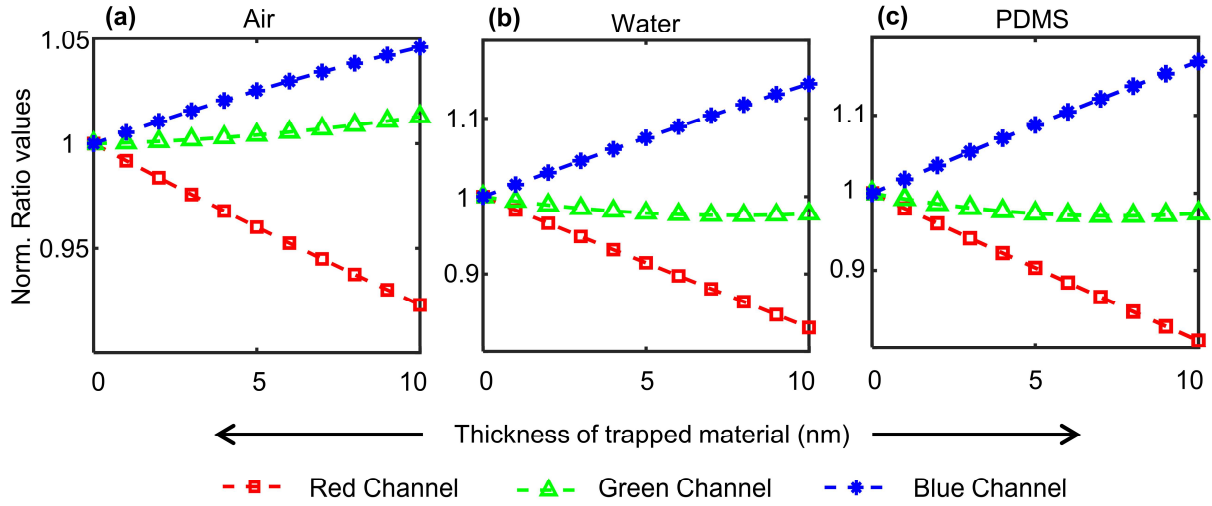 (a) Air
(b) Water
(c) PDMS
Norm. Ratio values
1.05
1
0.95
0 5 10
1.1
1
0.9
0 5 10
1.1
1
0.9
0 5 10
Thickness of trapped material (nm)
Red Channel Green Channel Blue Channel